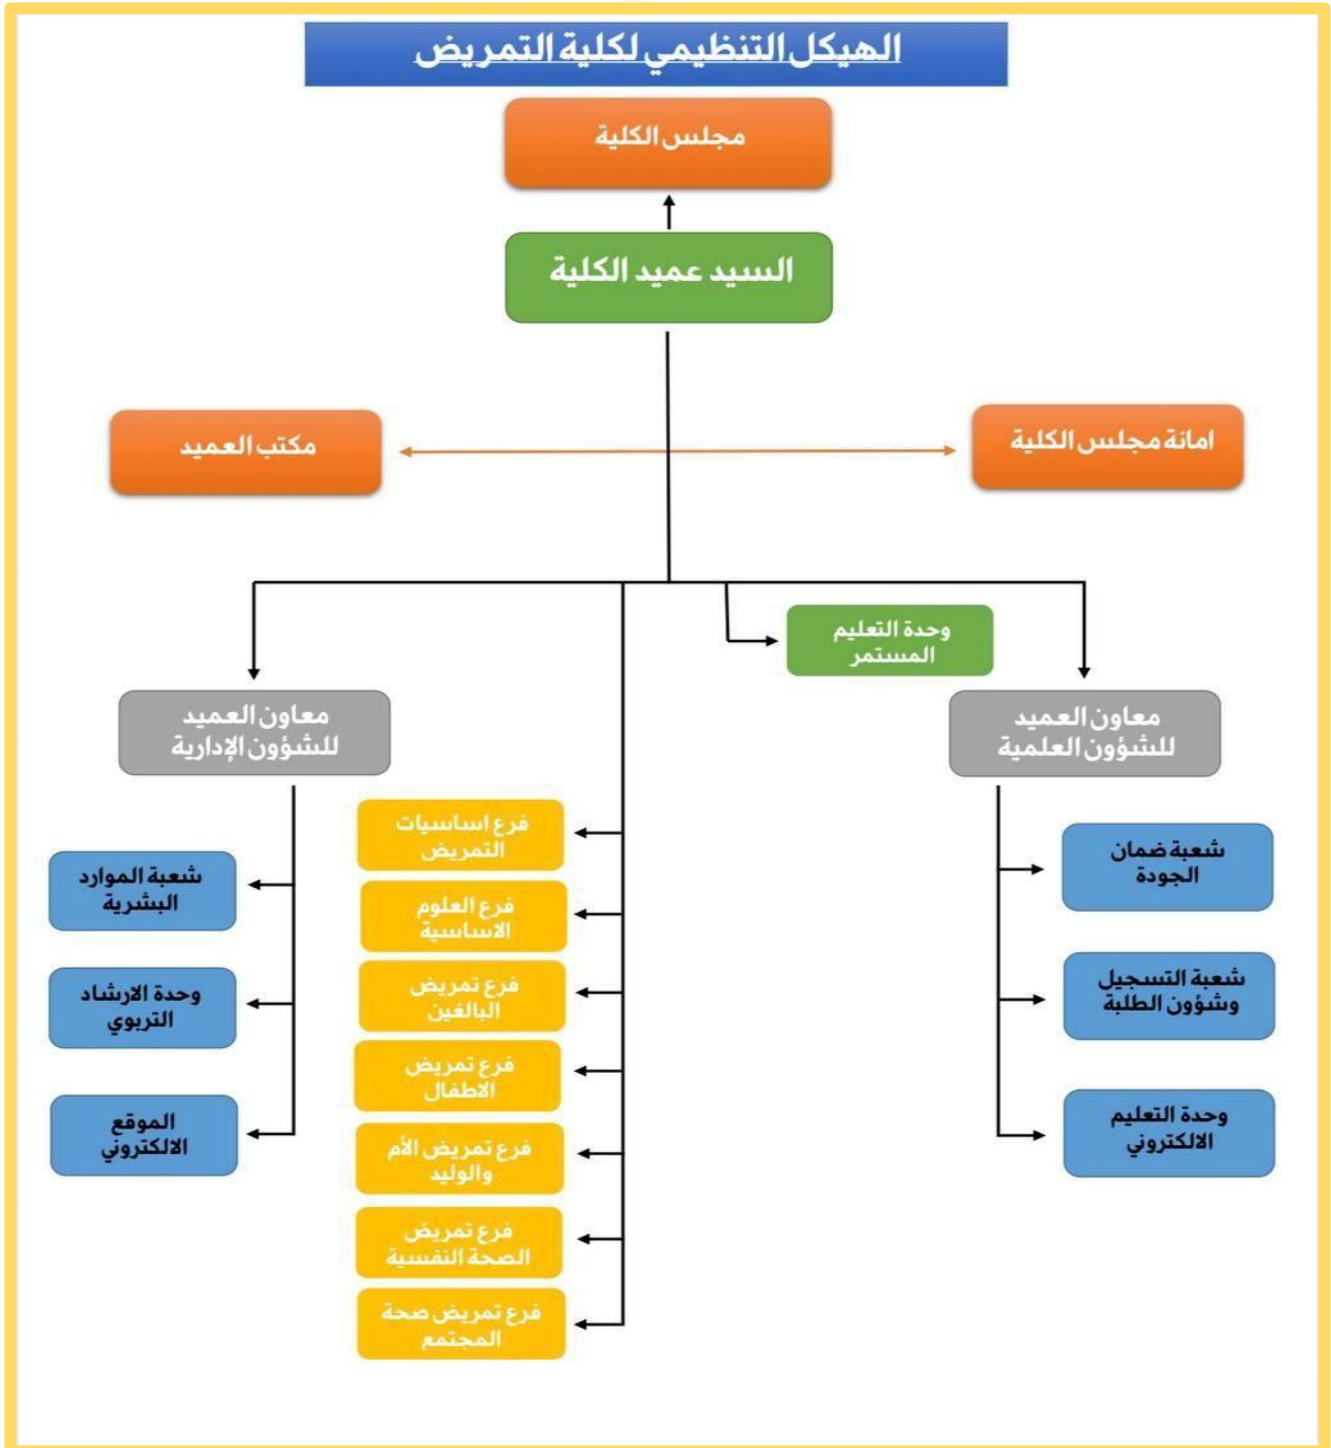 الهيكل التنظيمي لكلية التمريض
مجلس الكلية
السيد عميد الكلية
امانة مجلس الكلية
مكتب العميد
وحدة التعليم
المستمر
معاون العميد
للشؤون العلمية
معاون العميد
للشؤون الإدارية
شعبة ضمان
الجودة
شعبة التسجيل
وشؤون الطلبة
وحدة التعليم
الالكتروني
فرع اساسيات
التمريض
فرع العلوم
الاساسية
فرع تمريض
البالغين
فرع تمريض
الاطفال
فرع تمريض الأم
والوليد
فرع تمريض
الصحة النفسية
فرع تمريض صحة
المجتمع
شعبة الموارد
البشرية
وحدة الارشاد
التربوي
الموقع
الالكتروني